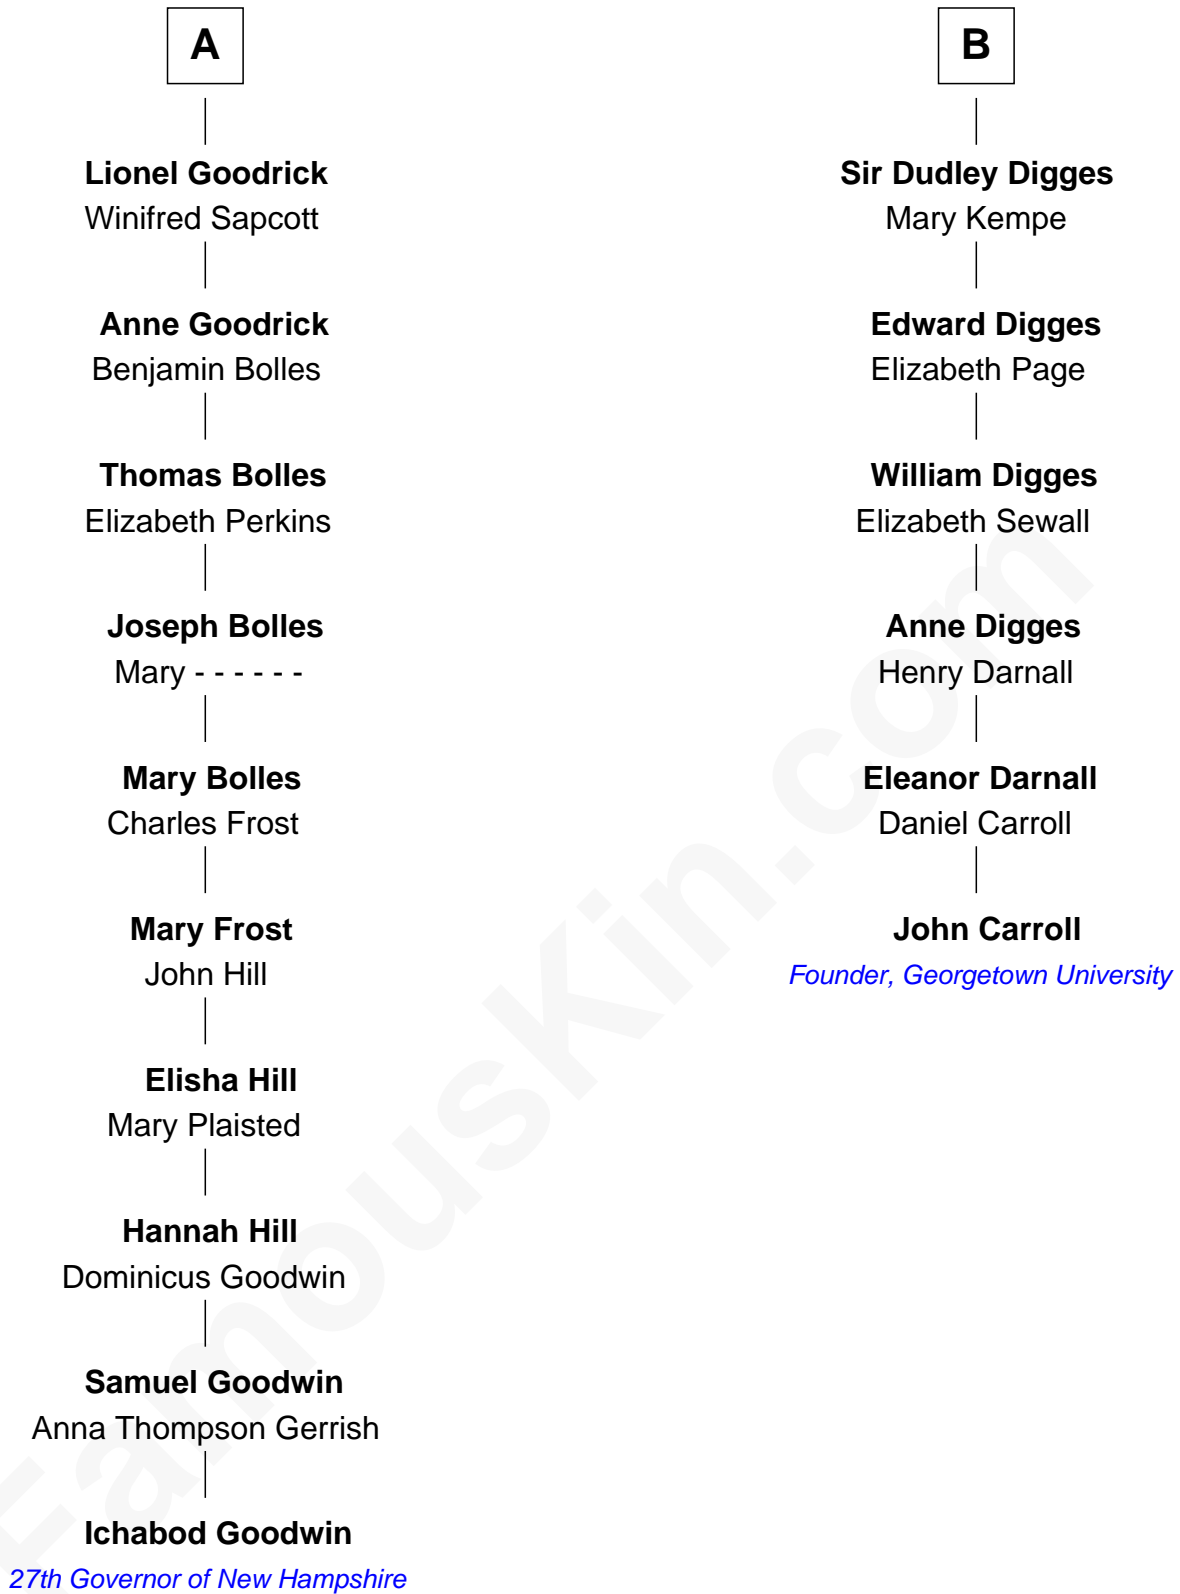 A
Lionel Goodrick
Winifred Sapcott
Anne Goodrick
Benjamin Bolles
Thomas Bolles
Elizabeth Perkins
Joseph Bolles
Mary - - - - - -
Mary Bolles
Charles Frost
Mary Frost
John Hill
Elisha Hill
Mary Plaisted
Hannah Hill
Dominicus Goodwin
Samuel Goodwin
Anna Thompson Gerrish
Ichabod Goodwin
27th Governor of New Hampshire
B
Sir Dudley Digges
Mary Kempe
Edward Digges
Elizabeth Page
William Digges
Elizabeth Sewall
Anne Digges
Henry Darnall
Eleanor Darnall
Daniel Carroll
John Carroll
Founder, Georgetown University
FamousKin.com